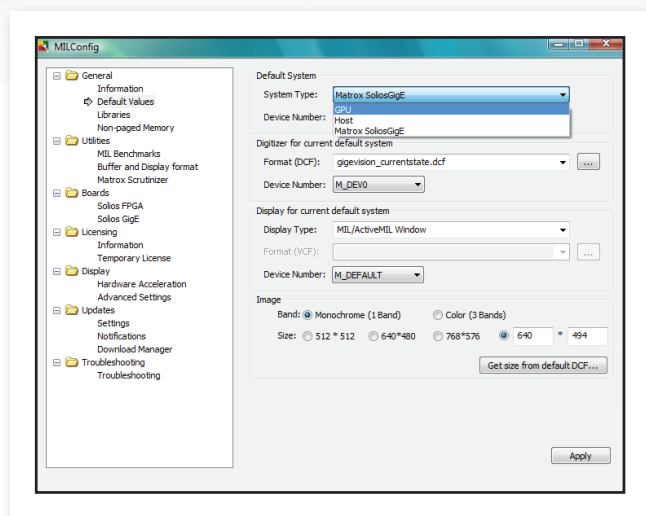 MILConfig
General
Information
Default Values
Libraries
Non-paged Memory
Utilities
MIL Benchmarks
Buffer and Display format
Matrox Scrutinizer
Boards
Solios FPGA
Solios GigE
Licensing
Information
Temporary License
Display
Hardware Acceleration
Advanced Settings
Updates
Settings
Notifications
Download Manager
Troubleshooting
Troubleshooting
Default System
System Type: Matrox SoliosGigE
GPU
Host
Matrox SoliosGigE
Device Number:
Digitizer for current default system
Format (DCF): gigevision_currentstate.dcf ...
Device Number: M_DEV0
Display for current default system
Display Type: MIL/ActiveMIL Window
Format (VCF): ...
Device Number: M_DEFAULT
Image
Band: Monochrome (1 Band) Color (3 Bands)
Size: 512 * 512 640*480 768*576 640 * 494
Get size from default DCF...
Apply